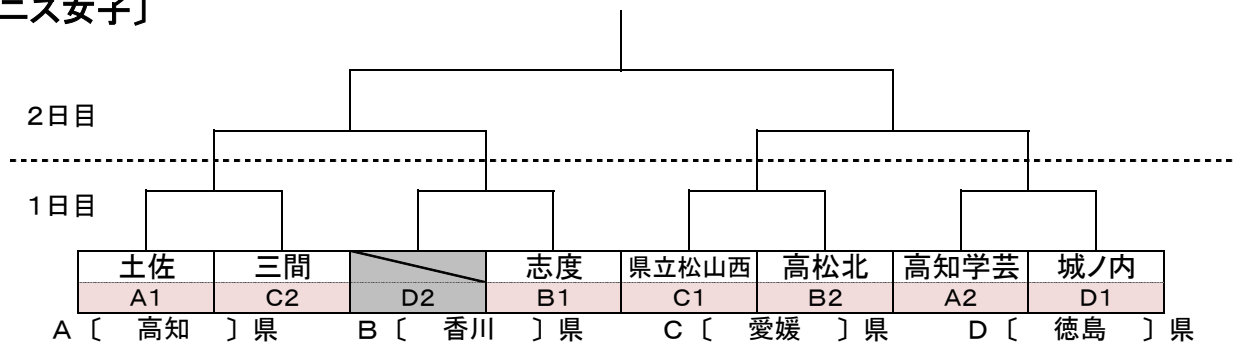 ニス女子〕
2日目
1日目
土佐 三間 志度 県立松山西 高松北 高知学芸 城ノ内
A1 C2 D2 B1 C1 B2 A2 D1
A〔 高知 〕県 B〔 香川 〕県 C〔 愛媛 〕県 D〔 徳島 〕県